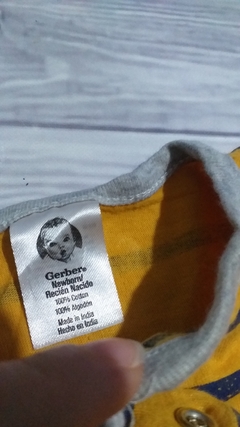 Gerber®
Newborn/
Recién Nacido
100% Cotton
100% Algodón
Made in India
Hecho en India